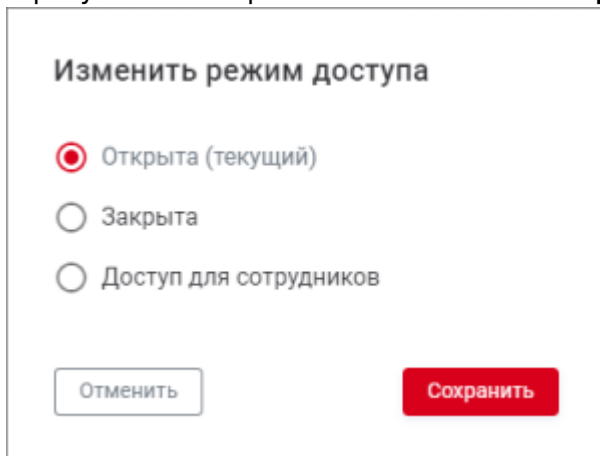 Изменить режим доступа
Открыта (текущий)
Закрыта
Доступ для сотрудников
Отменить Сохранить